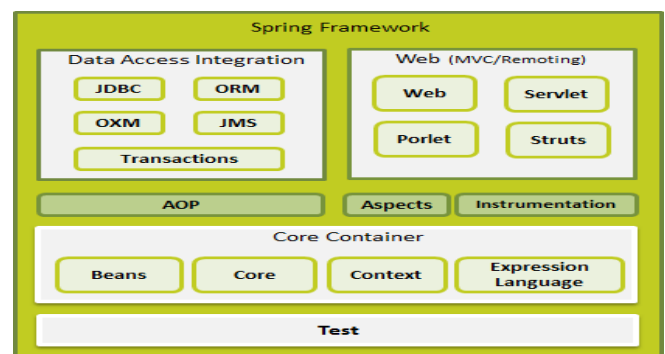 Spring Framework
Data Access Integration
JDBC
ORM
OXM
JMS
Transactions
Web (MVC/Remoting)
Web
Servlet
Porlet
Struts
AOP
Aspects
Instrumentation
Core Container
Beans
Core
Context
Expression
Language
Test